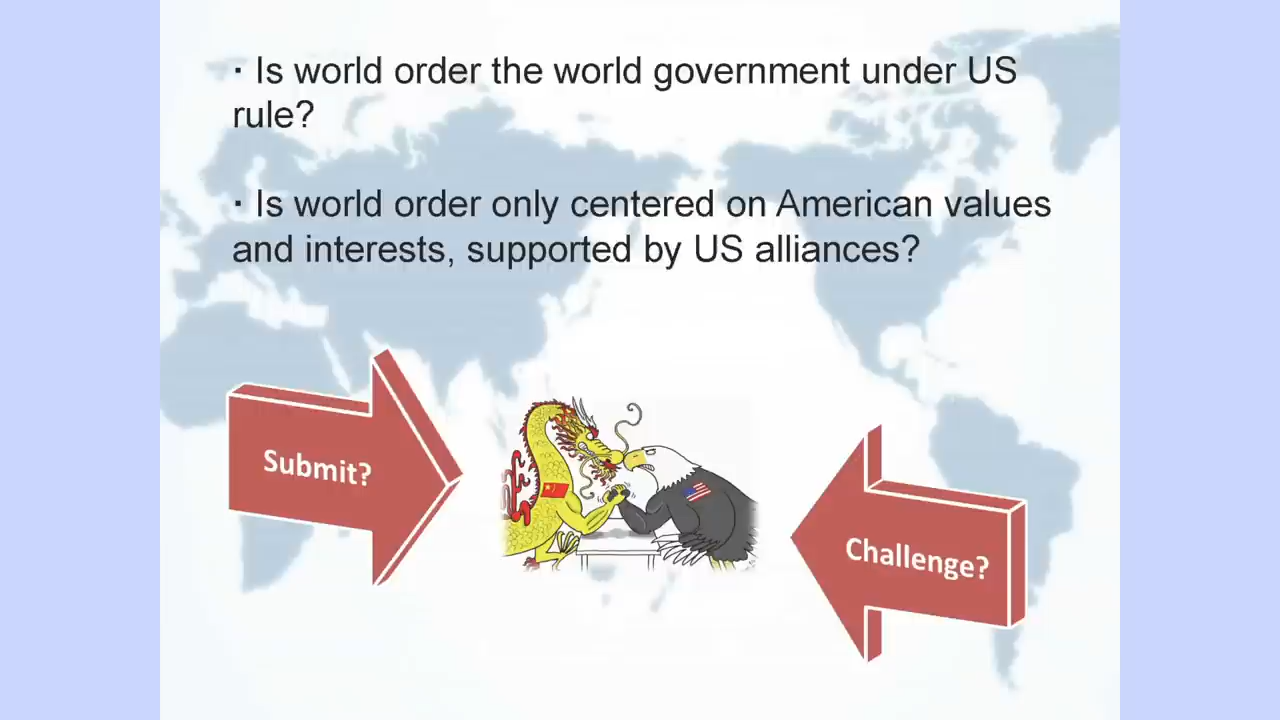 · Is world order the world government under US
rule?
· Is world order only centered on American values
and interests, supported by US alliances?
Submit?
Challenge?